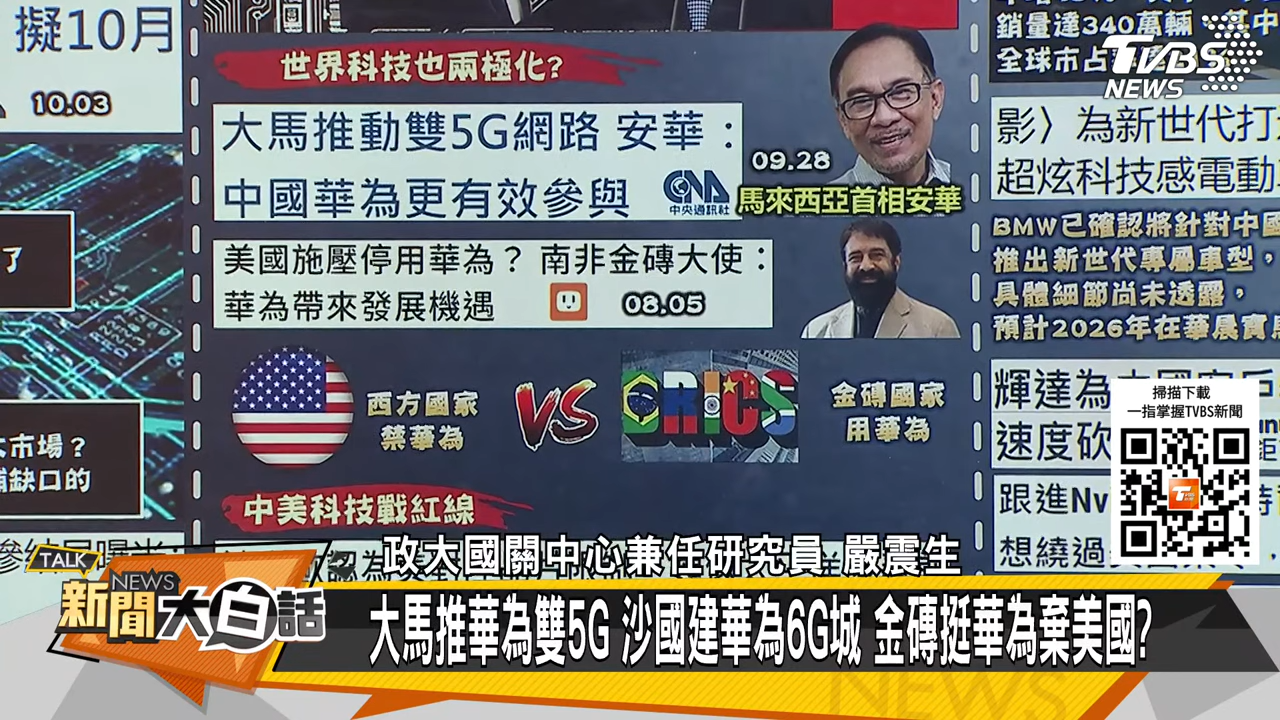 擬10月
10.03
了
市場？
缺口的
世界科技也兩極化?
大馬推動雙5G網路 安華：
中國華為更有效參與
CNA
中央通訊社
09.28
馬來西亞首相安華
美國施壓停用華為？ 南非金磚大使：
華為帶來發展機遇
08.05
西方國家
禁華為
VS
BRICS
金磚國家
用華為
中美科技戰紅線
銷量達340萬輛
全球市占
TVBS
NEWS
影〉為新世代打
超炫科技感電動
BMW已確認將針對中國
推出新世代專屬車型，
具體細節尚未透露，
預計2026年在華晨寶
輝達為
速度砍
跟進Nv
想繞過
掃描下載
一指掌握TVBS新聞
政大國關中心兼任研究員 嚴震生
TALK
NEWS
新聞大白話
大馬推華為雙5G 沙國建華為6G城 金磚挺華為棄美國?
NEWS